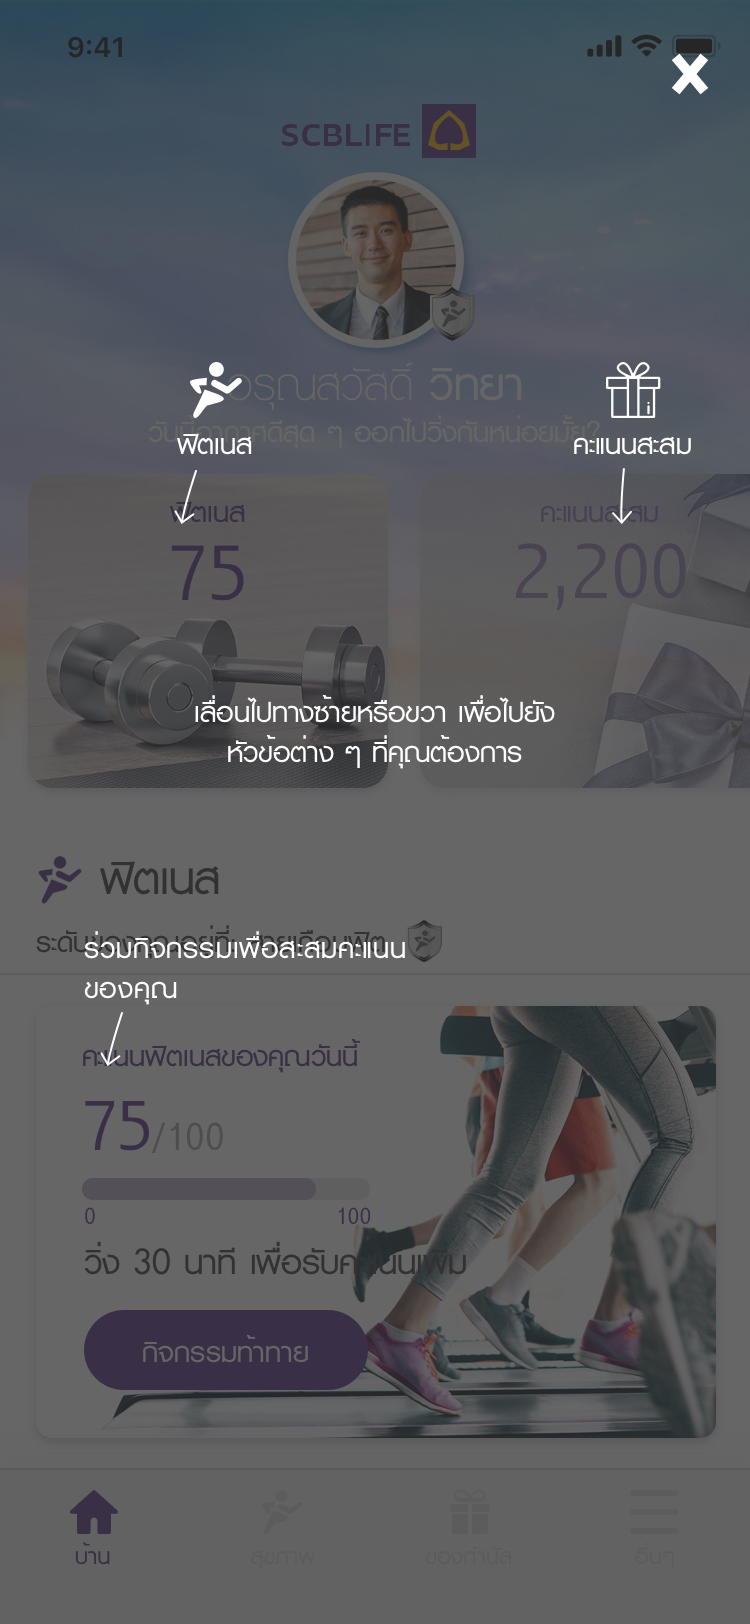 9:41
SCBLIFE
อรุณสวัสดิ์ วิทยา
วันนี้อากาศดีสุด ๆ ออกไปวิ่งกันหน่อยมั้ย?
ฟิตเนส
คะแนนสะสม
ฟิตเนส
คะแนนสะสม
75
2,200
เลื่อนไปทางซ้ายหรือขวา เพื่อไปยัง
หัวข้อต่าง ๆ ที่คุณต้องการ
ฟิตเนส
ระดับของคุณอยู่ที่:
ร่วมกิจกรรมเพื่อสะสมคะแนน
ของคุณ
คะแนนฟิตเนสของคุณวันนี้
75/100
0
100
วิ่ง 30 นาที เพื่อรับคะแนนเพิ่ม
กิจกรรมท้าทาย
บ้าน
สุขภาพ
ของกำนัล
อื่นๆ